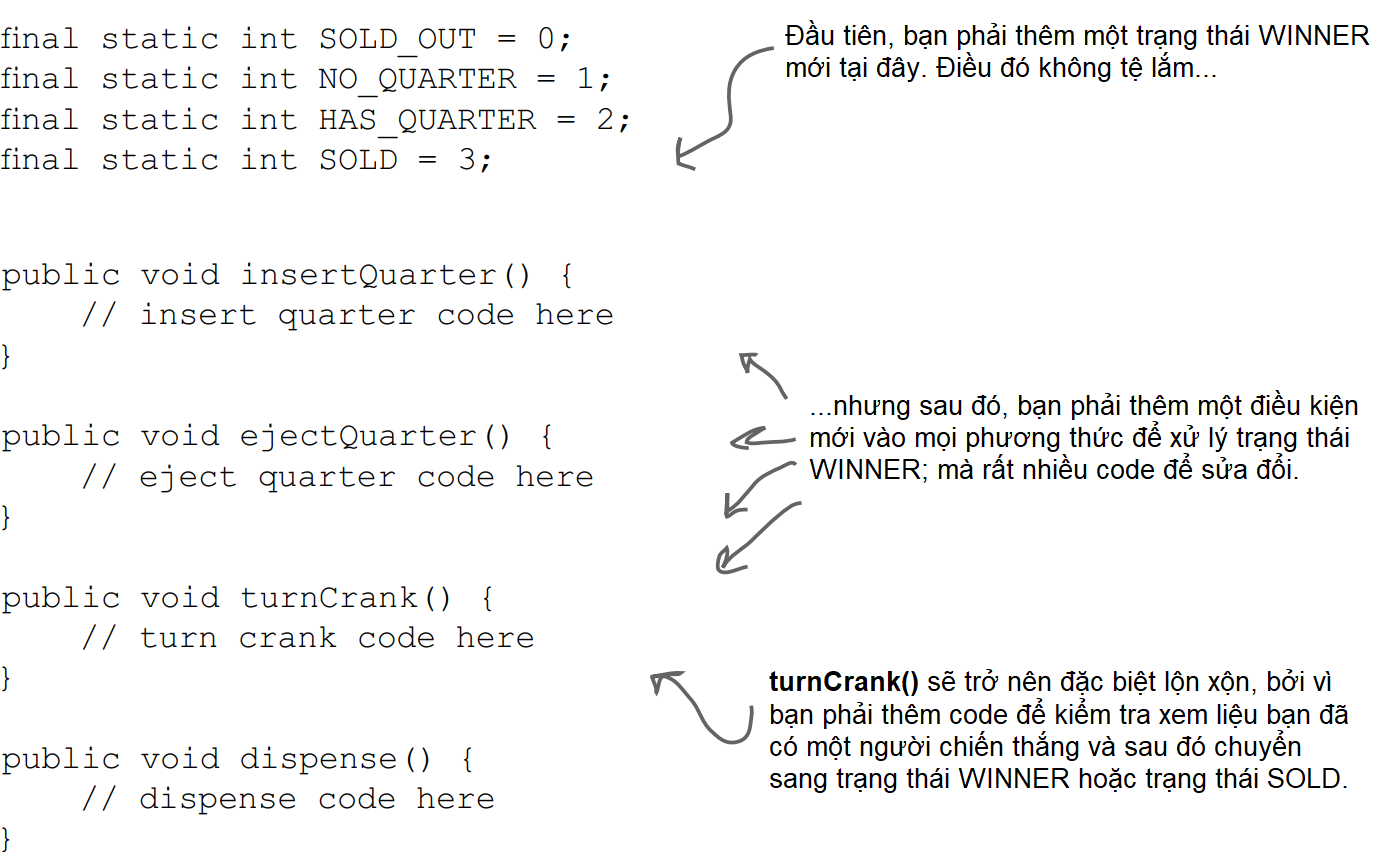 final static int SOLD_OUT = 0;
final static int NO_QUARTER = 1;
final static int HAS_QUARTER = 2;
final static int SOLD = 3;
Đầu tiên, bạn phải thêm một trạng thái WINNER
mới tại đây. Điều đó không tệ lắm...
public void insertQuarter() {
    // insert quarter code here
}
public void ejectQuarter() {
    // eject quarter code here
}
...nhưng sau đó, bạn phải thêm một điều kiện
mới vào mọi phương thức để xử lý trạng thái
WINNER; mà rất nhiều code để sửa đổi.
public void turnCrank() {
    // turn crank code here
}
turnCrank() sẽ trở nên đặc biệt lộn xộn, bởi vì
bạn phải thêm code để kiểm tra xem liệu bạn đã
có một người chiến thắng và sau đó chuyển
sang trạng thái WINNER hoặc trạng thái SOLD.
public void dispense() {
    // dispense code here
}